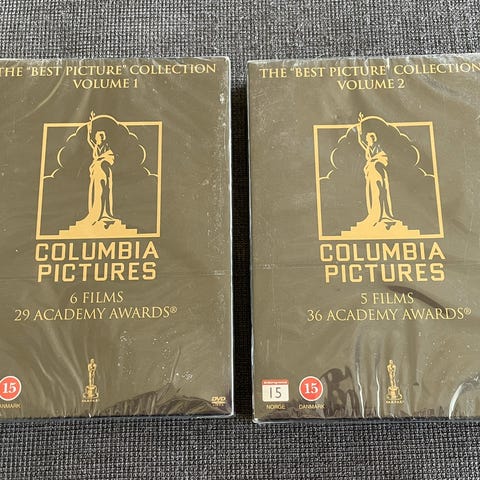 THE "BEST PICTURE" COLLECTION
VOLUME 1
COLUMBIA
PICTURES
6 FILMS
29 ACADEMY AWARDS®
15
DANMARK
DVD
THE "BEST PICTURE" COLLECTION
VOLUME 2
COLUMBIA
PICTURES
5 FILMS
36 ACADEMY AWARDS®
15
NORGE
15
DANMARK